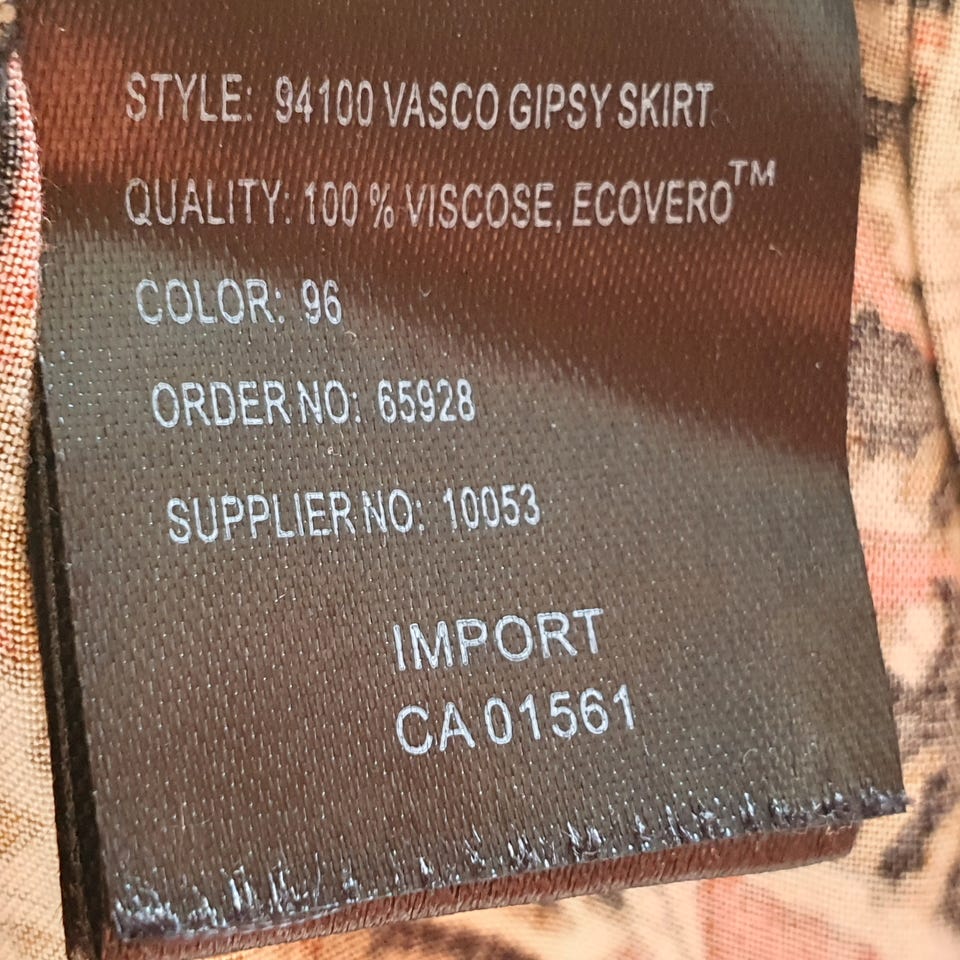 STYLE: 94100 VASCO GIPSY SKIRT
QUALITY: 100 % VISCOSE, ECOVERO™
COLOR: 96
ORDER NO: 65928
SUPPLIER NO: 10053
IMPORT
CA 01561